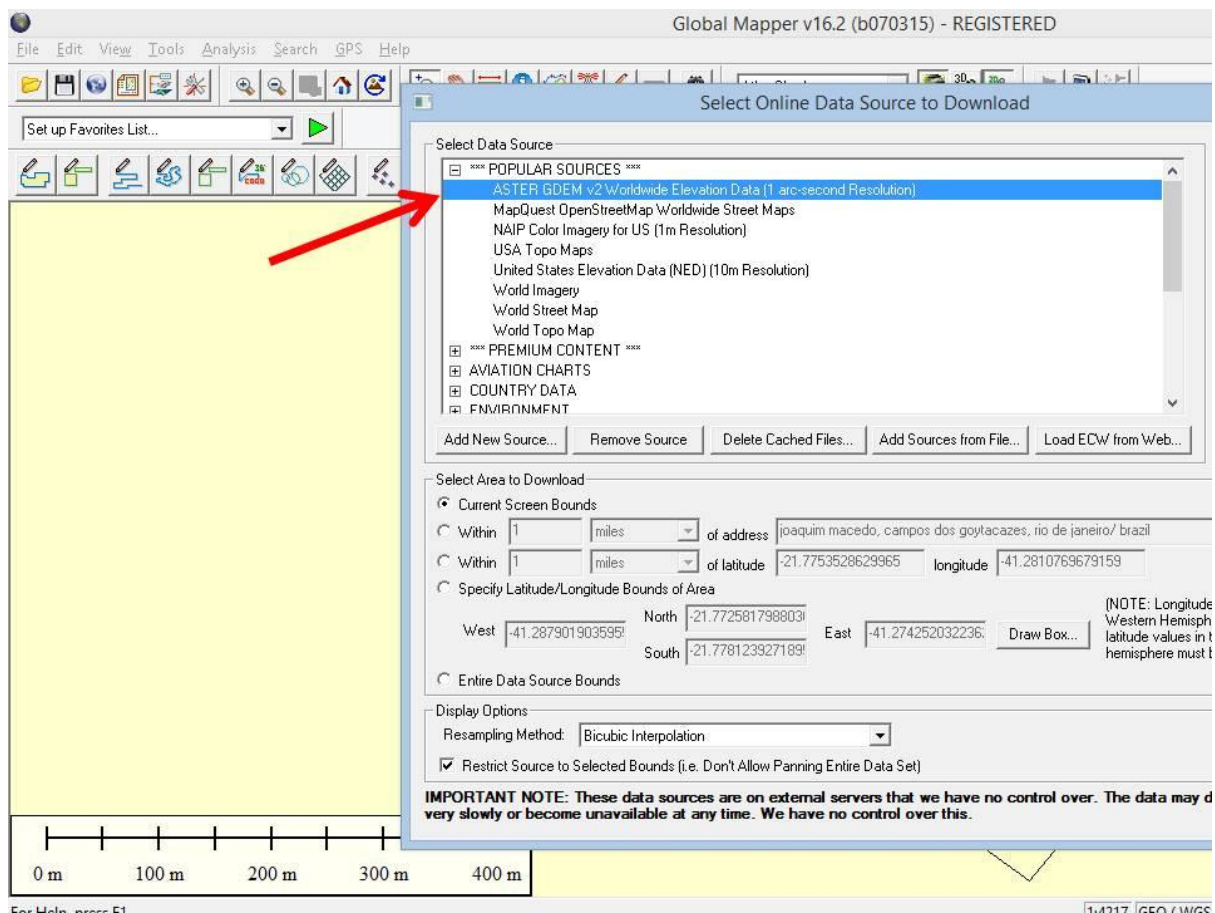 Global Mapper v16.2 (b070315) - REGISTERED
File Edit View Tools Analysis Search GPS Help
Set up Favorites List...
Select Online Data Source to Download
Select Data Source
*** POPULAR SOURCES ***
ASTER GDEM v2 Worldwide Elevation Data (1 arc-second Resolution)
MapQuest OpenStreetMap Worldwide Street Maps
NAIP Color Imagery for US (1m Resolution)
USA Topo Maps
United States Elevation Data (NED) (10m Resolution)
World Imagery
World Street Map
World Topo Map
*** PREMIUM CONTENT ***
AVIATION CHARTS
COUNTRY DATA
ENVIRONMENT
Add New Source... Remove Source Delete Cached Files... Add Sources from File... Load ECW from Web...
Select Area to Download
Current Screen Bounds
Within 1 miles of address joaquim macedo, campos dos goytacazes, rio de janeiro/ brazil
Within 1 miles of latitude -21.7753528629965 longitude -41.2810769679159
Specify Latitude/Longitude Bounds of Area
North -21.772581798803
West -41.287901903595 East -41.274252032236 Draw Box...
South -21.778123927189
(NOTE: Longitude
Western Hemisph
latitude values in t
hemisphere must b
Entire Data Source Bounds
Display Options
Resampling Method: Bicubic Interpolation
Restrict Source to Selected Bounds (i.e. Don't Allow Panning Entire Data Set)
IMPORTANT NOTE: These data sources are on external servers that we have no control over. The data may d
very slowly or become unavailable at any time. We have no control over this.
0 m 100 m 200 m 300 m 400 m
For Help, press F1
1:4217 GEO ( WGS